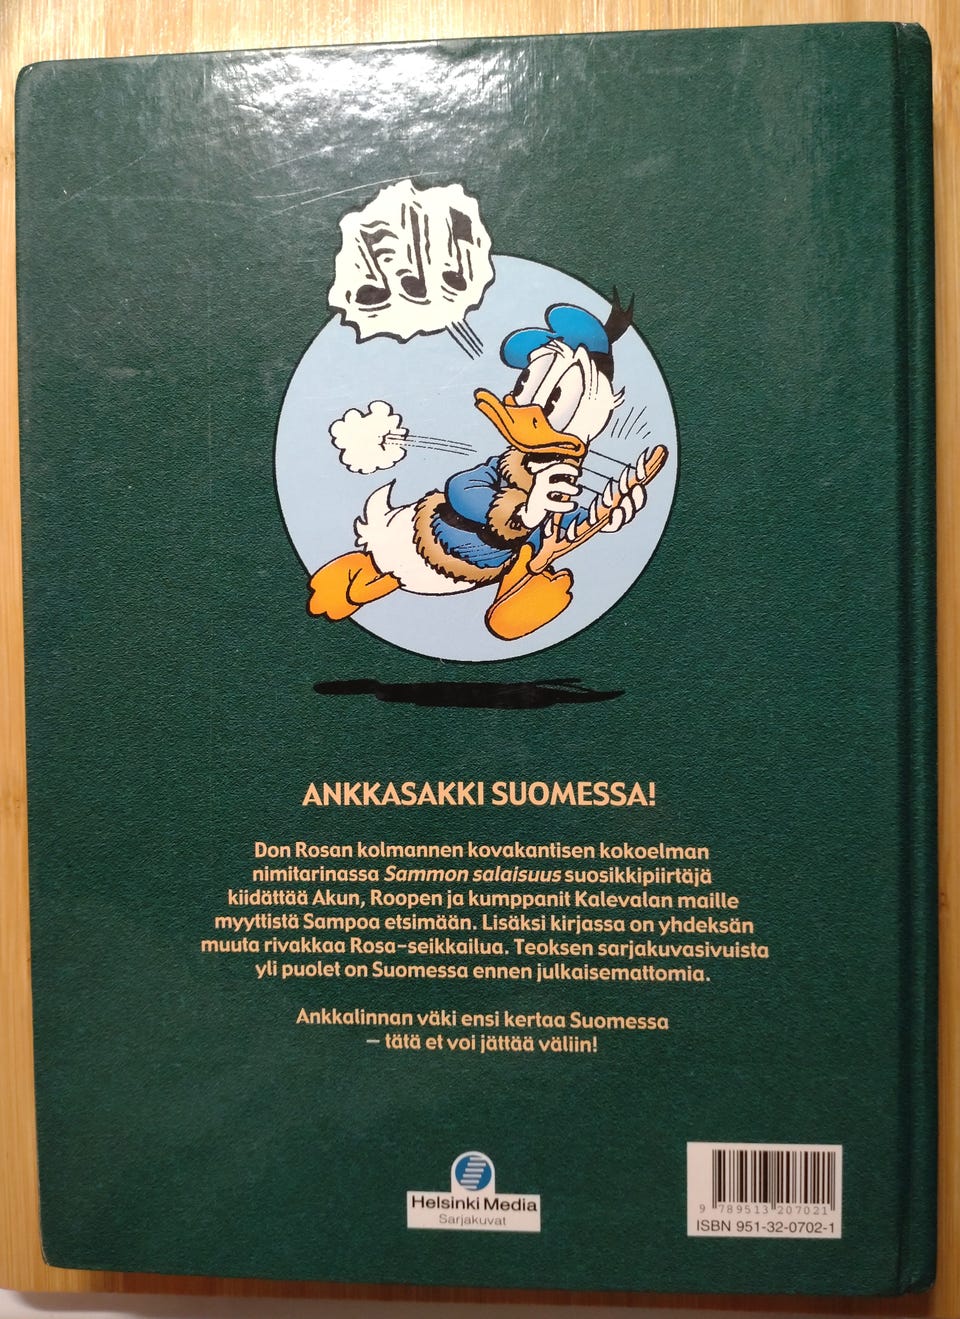 ANKKASAKKI SUOMESSA!
Don Rosan kolmannen kovakantisen kokoelman
nimitarinassa Sammon salaisuus suosikkipiirtäjä
kiidättää Akun, Roopen ja kumppanit Kalevalan maille
myyttistä Sampoa etsimään. Lisäksi kirjassa on yhdeksän
muuta rivakkaa Rosa-seikkailua. Teoksen sarjakuvasivuista
yli puolet on Suomessa ennen julkaisemattomia.
Ankkalinnan väki ensi kertaa Suomessa
– tätä et voi jättää väliin!
Helsinki Media
Sarjakuvat
9 789513 207021
ISBN 951-32-0702-1